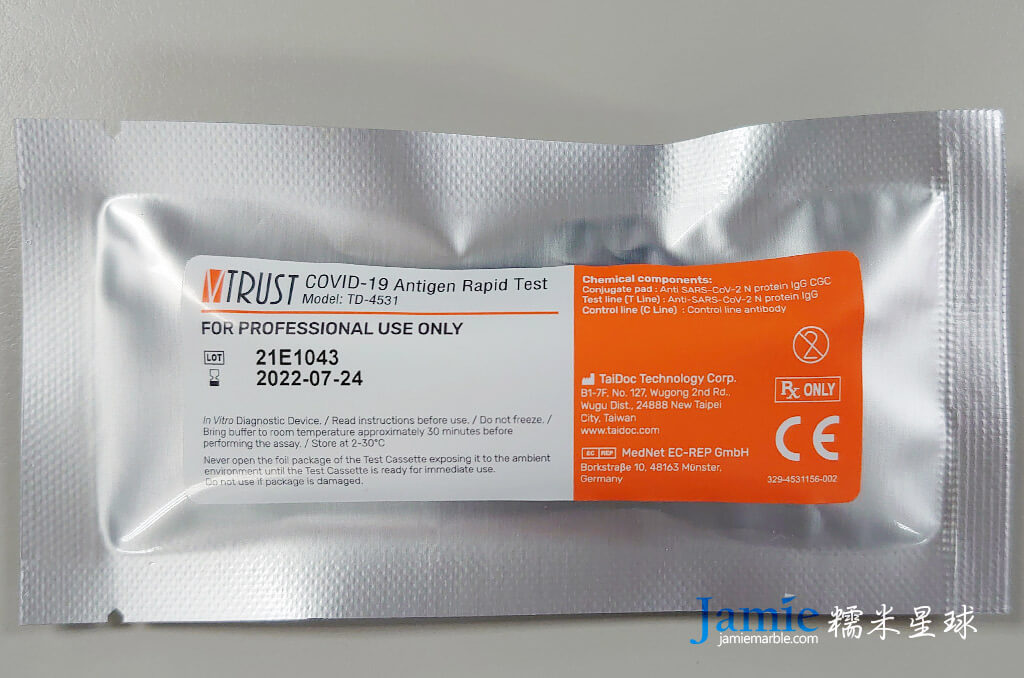 VTRUST COVID-19 Antigen Rapid Test
Model: TD-4531
FOR PROFESSIONAL USE ONLY
LOT 21E1043
2022-07-24
In Vitro Diagnostic Device. / Read instructions before use. / Do not freeze. /
Bring buffer to room temperature approximately 30 minutes before
performing the assay. / Store at 2-30°C
Never open the foil package of the Test Cassette exposing it to the ambient
environment until the Test Cassette is ready for immediate use.
Do not use if package is damaged.
Chemical components:
Conjugate pad : Anti SARS-CoV-2 N protein IgG CGC
Test line (T Line) : Anti-SARS-CoV-2 N protein IgG
Control line (C Line) : Control line antibody
2
TaiDoc Technology Corp.
B1-7F, No. 127, Wugong 2nd Rd.,
Wugu Dist., 24888 New Taipei
City, Taiwan
www.taidoc.com
Rx ONLY
CE
EC REP MedNet EC-REP GmbH
Borkstraße 10, 48163 Münster,
Germany
329-4531156-002
Jamie 糯米星球
jamiemarble.com